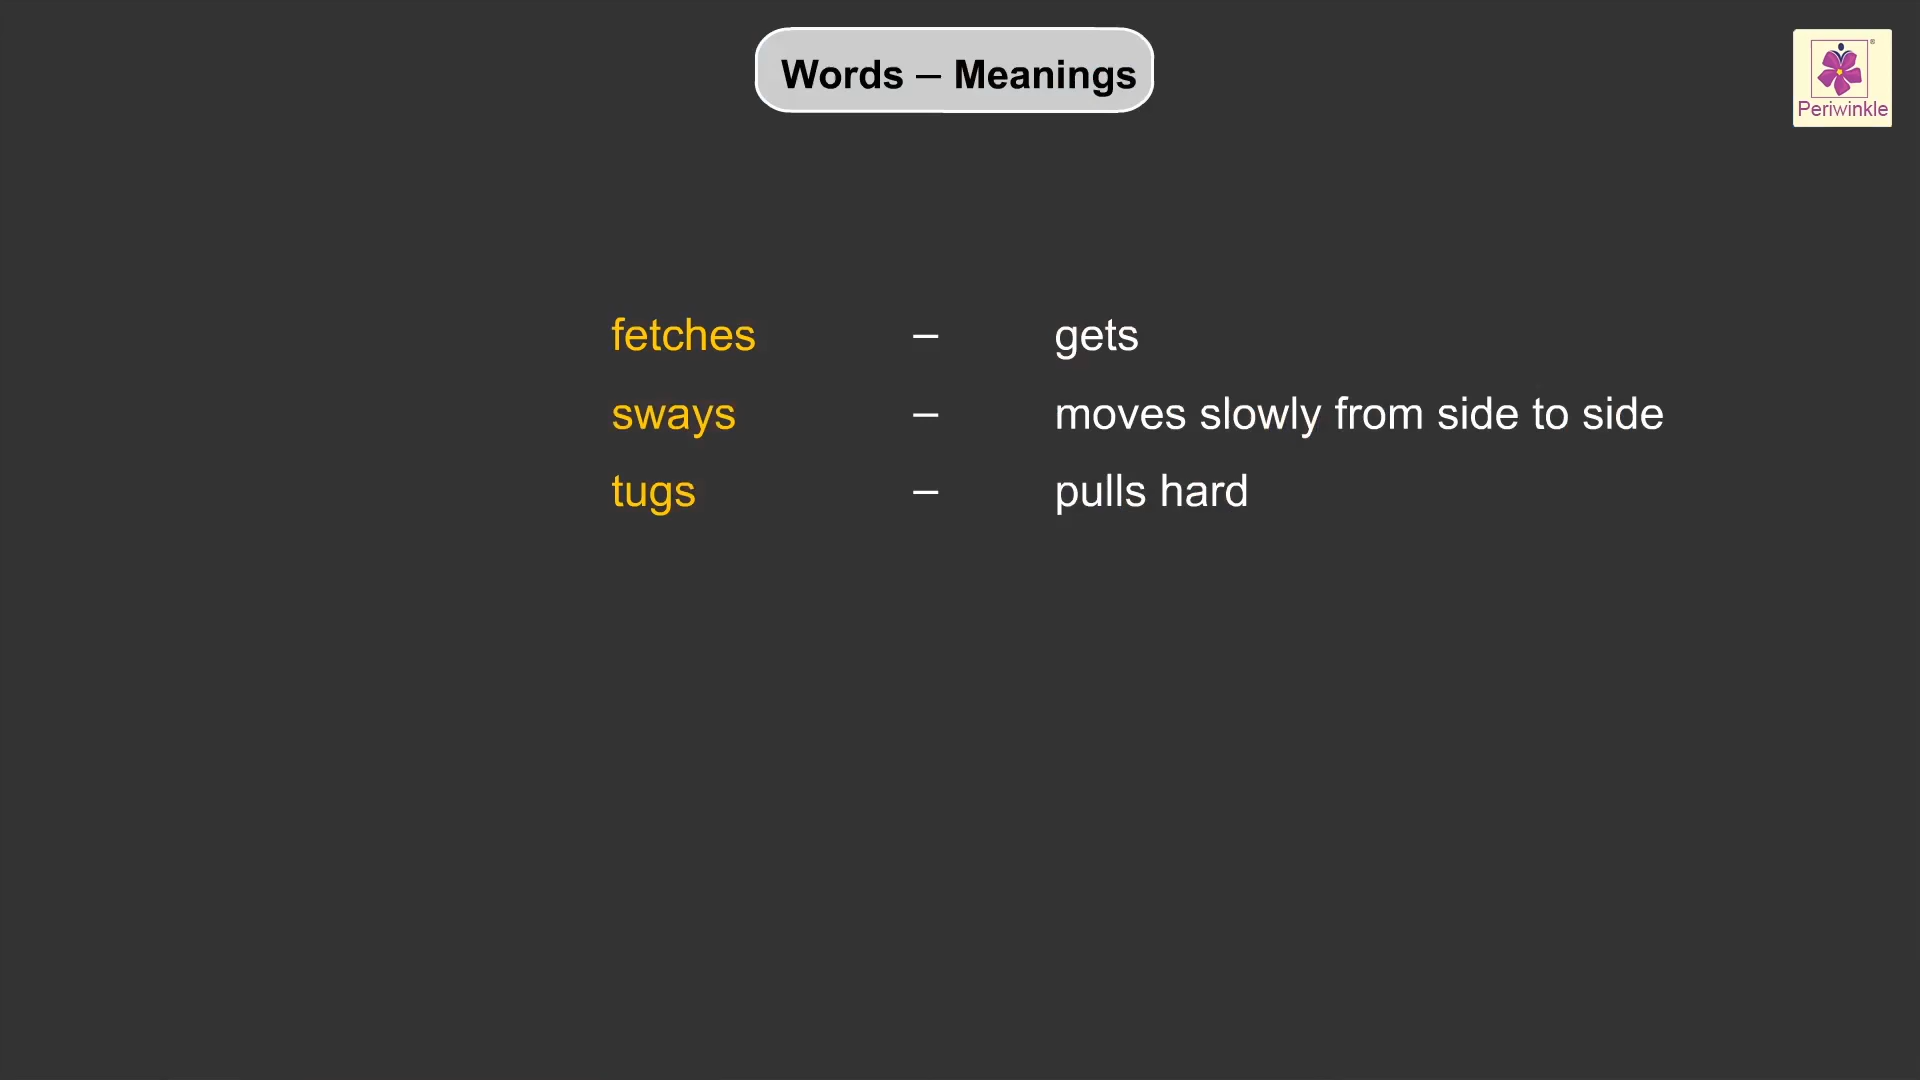 Words – Meanings
Periwinkle
fetches – gets
sways – moves slowly from side to side
tugs – pulls hard